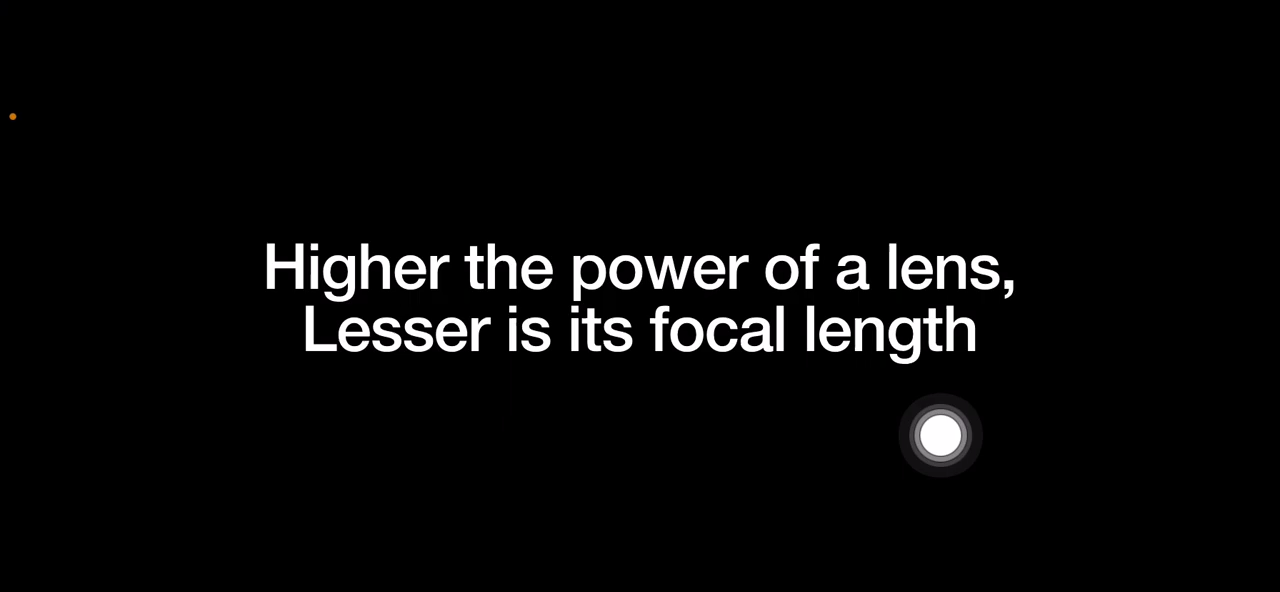 Higher the power of a lens,
Lesser is its focal length